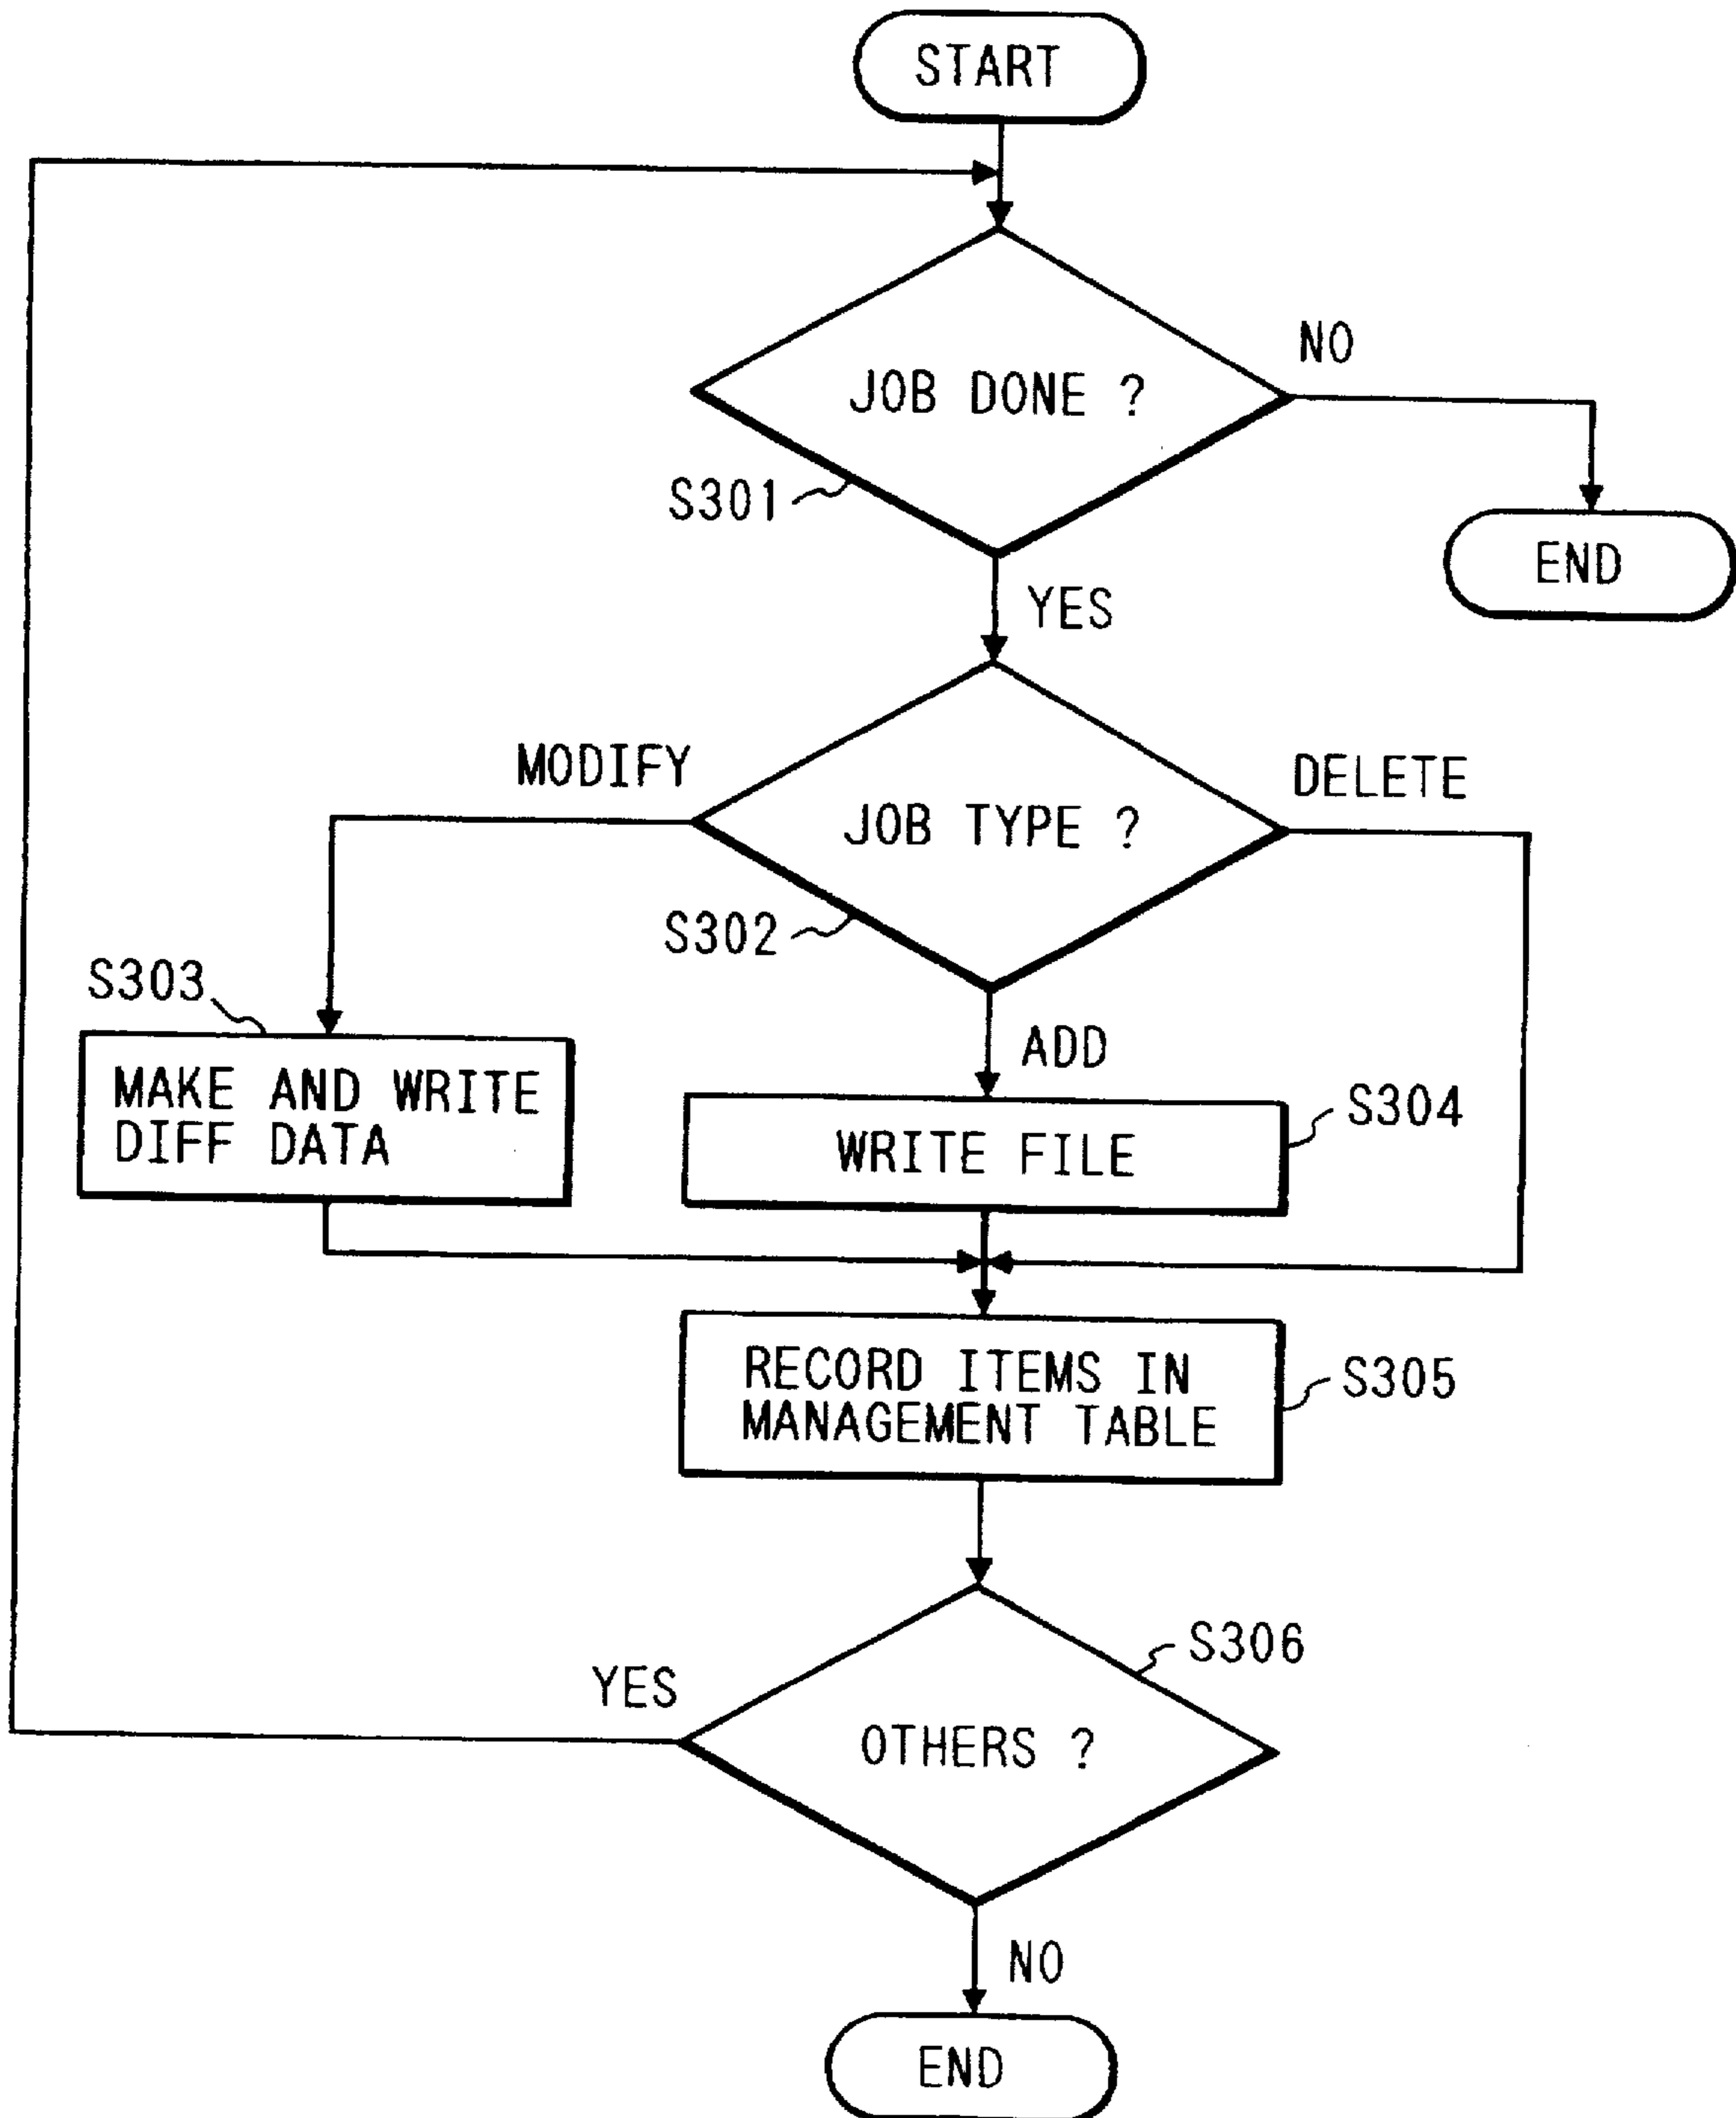 START
JOB DONE ?
NO
S301
END
YES
MODIFY
DELETE
JOB TYPE ?
S302
S303
ADD
MAKE AND WRITE
DIFF DATA
S304
WRITE FILE
RECORD ITEMS IN
MANAGEMENT TABLE
S305
S306
YES
OTHERS ?
NO
END